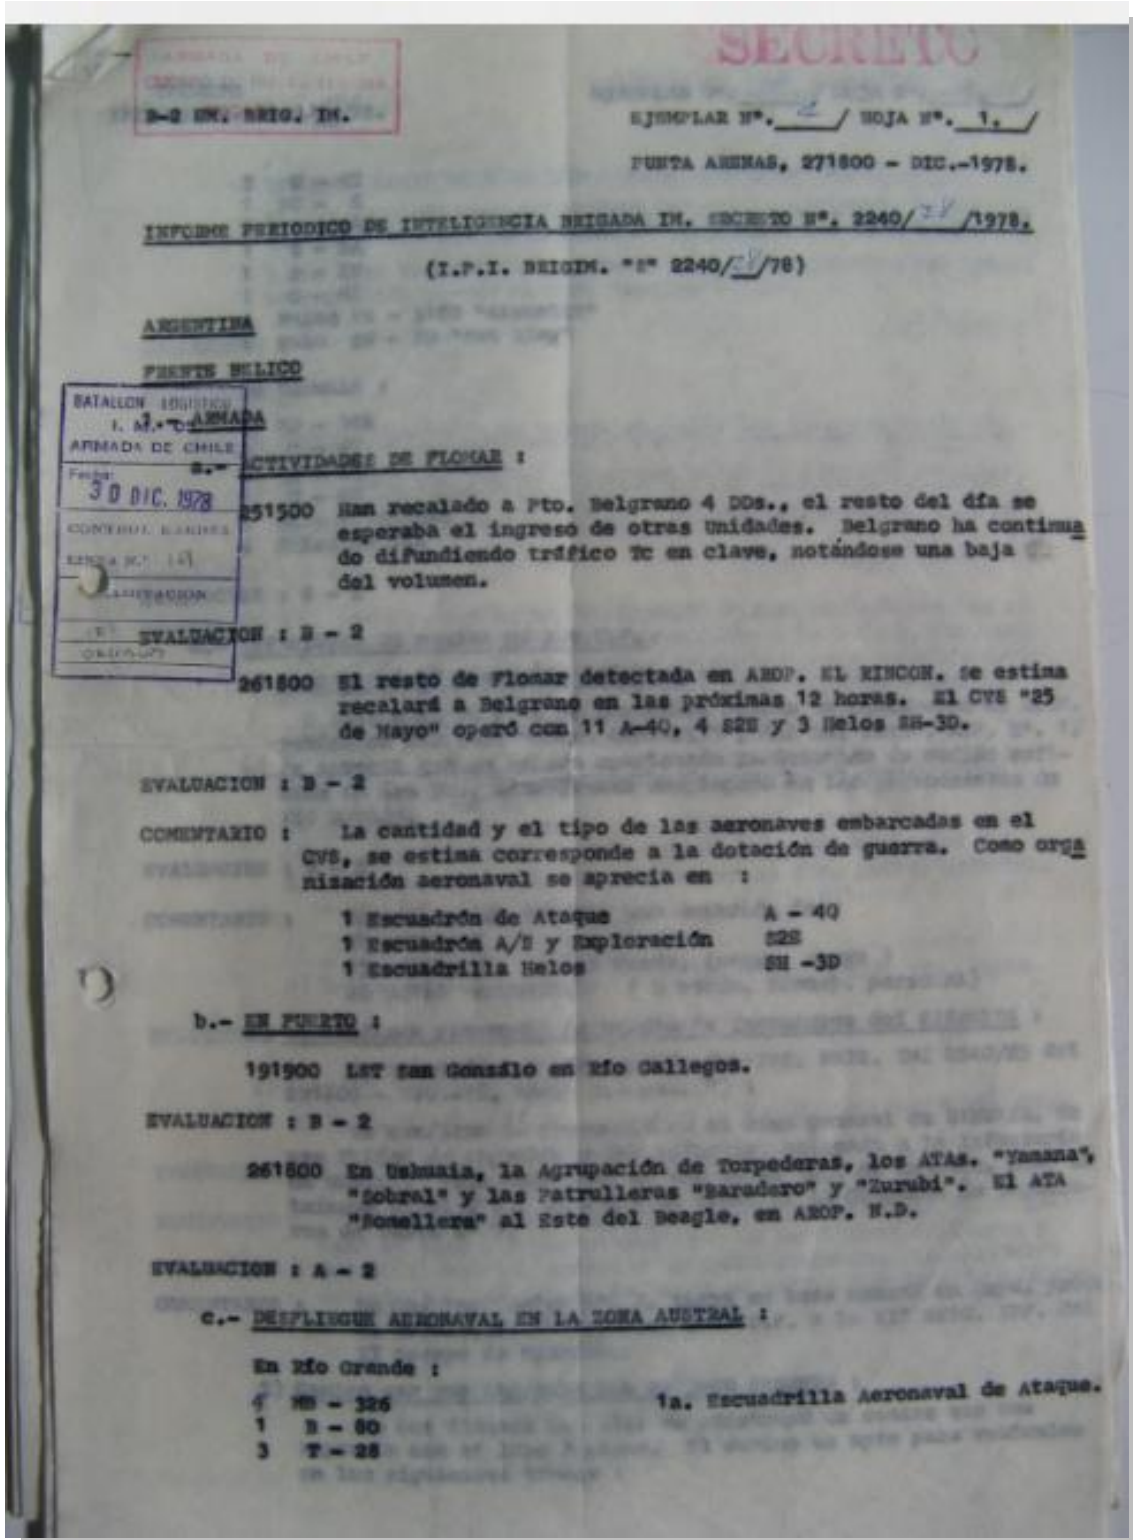 SECRETO
ARMADA DE CHILE
B-2 EM. BRIG. IM.
EJEMPLAR Nº. 2 / HOJA Nº. 1. /
PUNTA ARENAS, 271800 - DIC.-1978.
INFORME PERIODICO DE INTELIGENCIA BRIGADA IM. SECRETO Nº. 2240/ /1978.
(I.P.I. BRIGIM. "S" 2240/ /78)
ARGENTINA
FRENTE BELICO
BATALLON LOGISTICO
1.- ARMADA
ARMADA DE CHILE
a.- ACTIVIDADES DE FLOMAR :
Fecha:
30 DIC. 1978
251500 Han recalado a Pto. Belgrano 4 DDs., el resto del día se
esperaba el ingreso de otras Unidades. Belgrano ha continua
do difundiendo tráfico TC en clave, notándose una baja
del volumen.
EVALUACION : B - 2
261800 El resto de Flomar detectada en AROP. EL RINCON. Se estima
recalará a Belgrano en las próximas 12 horas. El CVS "25
de Mayo" operó con 11 A-4Q, 4 S2E y 3 Helos SH-3D.
EVALUACION : B - 2
COMENTARIO : La cantidad y el tipo de las aeronaves embarcadas en el
CVS, se estima corresponde a la dotación de guerra. Como orga
nización aeronaval se aprecia en :
1 Escuadrón de Ataque A - 4Q
1 Escuadrón A/S y Exploración S2E
1 Escuadrilla Helos SH -3D
b.- EN PUERTO :
191900 LST San Gonsálo en Río Gallegos.
EVALUACION : B - 2
261800 En Ushuaia, la Agrupación de Torpederas, los ATAs. "Yamana",
"Sobral" y las Patrulleras "Baradero" y "Zurubi". El ATA
"Somellera" al Este del Beagle, en AROP. N.D.
EVALUACION : A - 2
c.- DESPLIEGUE AERONAVAL EN LA ZONA AUSTRAL :
En Río Grande :
MB - 326 1a. Escuadrilla Aeronaval de Ataque.
1 B - 80
3 T - 28